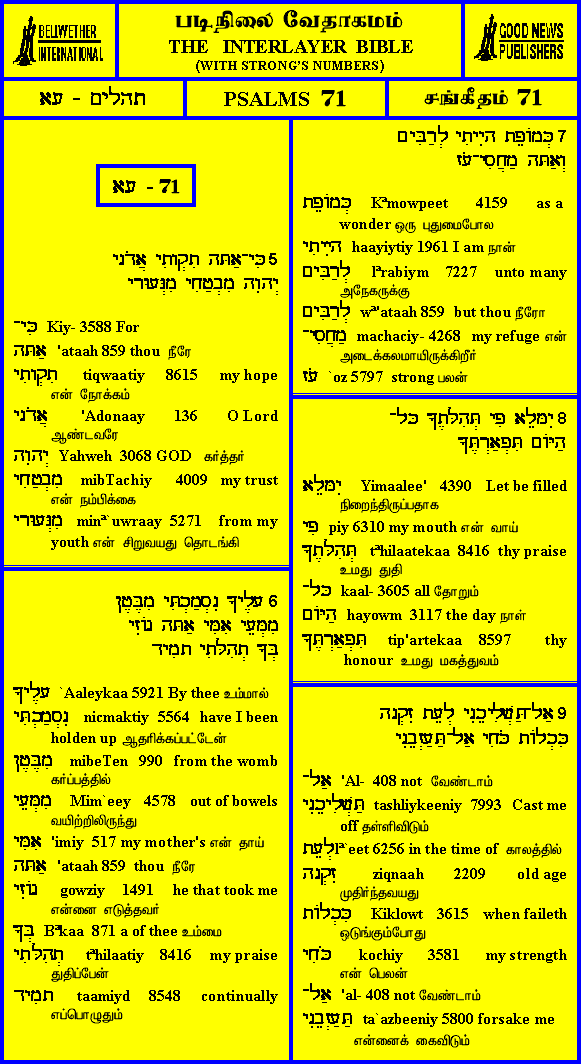 BELLWETHER
INTERNATIONAL
படிநிலை வேதாகமம்
THE INTERLAYER BIBLE
(WITH STRONG'S NUMBERS)
GOOD NEWS
PUBLISHERS
תהלים - עא
PSALMS 71
சங்கீதம் 71
עא - 71
5 כִּי־אַתָּה תִקְוָתִי אֲדֹנָי
יְהוִה מִבְטַחִי מִנְּעוּרָי
כִּי־ Kiy- 3588 For
אַתָּה 'ataah 859 thou நீரே
תִקְוָתִי tiqwaatiy 8615 my hope
என் நோக்கம்
אֲדֹנָי 'Adonaay 136 O Lord
ஆண்டவரே
יְהוִה Yahweh 3068 GOD கர்த்தர்
מִבְטַחִי mibTachiy 4009 my trust
என் நம்பிக்கை
מִנְּעוּרָי minª`uwraay 5271 from my
youth என் சிறுவயது தொடங்கி
6 עָלֶיךָ נִסְמַכְתִּי מִבֶּטֶן
מִמְּעֵי אִמִּי אַתָּה גוֹזִי
בְּךָ תְהִלָּתִי תָמִיד
עָלֶיךָ `Aaleykaa 5921 By thee உம்மால்
נִסְמַכְתִּי nicmaktiy 5564 have I been
holden up ஆதரிக்கப்பட்டேன்
מִבֶּטֶן mibeTen 990 from the womb
கர்ப்பத்தில்
מִמְּעֵי Mim`eey 4578 out of bowels
வயிற்றிலிருந்து
אִמִּי 'imiy 517 my mother's என் தாய்
אַתָּה 'ataah 859 thou நீரே
גוֹזִי gowziy 1491 he that took me
என்னை எடுத்தவர்
בְּךָ Bªkaa 871 a of thee உம்மை
תְהִלָּתִי tªhilaatiy 8416 my praise
துதிப்பேன்
תָמִיד taamiyd 8548 continually
எப்பொழுதும்
7 כְּמוֹפֵת הָיִיתִי לְרַבִּים
וְאַתָּה מַחֲסִי־עֹז
כְּמוֹפֵת Kªmowpeet 4159 as a
wonder ஒரு புதுமைபோல
הָיִיתִי haayiytiy 1961 I am நான்
לְרַבִּים lªrabiym 7227 unto many
அநேகருக்கு
לְרַבִּים wª'ataah 859 but thou நீரோ
מַחֲסִי־ machaciy- 4268 my refuge என்
அடைக்கலமாயிருக்கிறீர்
עֹז `oz 5797 strong பலன்
8 יִמָּלֵא פִי תְּהִלָּתֶךָ כָּל־
הַיּוֹם תִּפְאַרְתֶּךָ
יִמָּלֵא Yimaalee' 4390 Let be filled
நிறைந்திருப்பதாக
פִי piy 6310 my mouth என் வாய்
תְּהִלָּתֶךָ tªhilaatekaa 8416 thy praise
உமது துதி
כָּל־ kaal- 3605 all தோறும்
הַיּוֹם hayowm 3117 the day நாள்
תִּפְאַרְתֶּךָ tip'artekaa 8597 thy
honour உமது மகத்துவம்
9 אַל־תַּשְׁלִיכֵנִי לְעֵת זִקְנָה
כִּכְלוֹת כֹּחִי אַל־תַּעַזְבֵנִי
אַל־ 'Al- 408 not வேண்டாம்
תַּשְׁלִיכֵנִי tashliykeeniy 7993 Cast me
off தள்ளிவிடும்
לְעֵת lª`eet 6256 in the time of காலத்தில்
זִקְנָה ziqnaah 2209 old age
முதிர்ந்தவயது
כִּכְלוֹת Kiklowt 3615 when faileth
ஒடுங்கும்போது
כֹּחִי kochiy 3581 my strength
என் பெலன்
אַל־ 'al- 408 not வேண்டாம்
תַּעַזְבֵנִי ta`azbeeniy 5800 forsake me
என்னைக் கைவிடும்